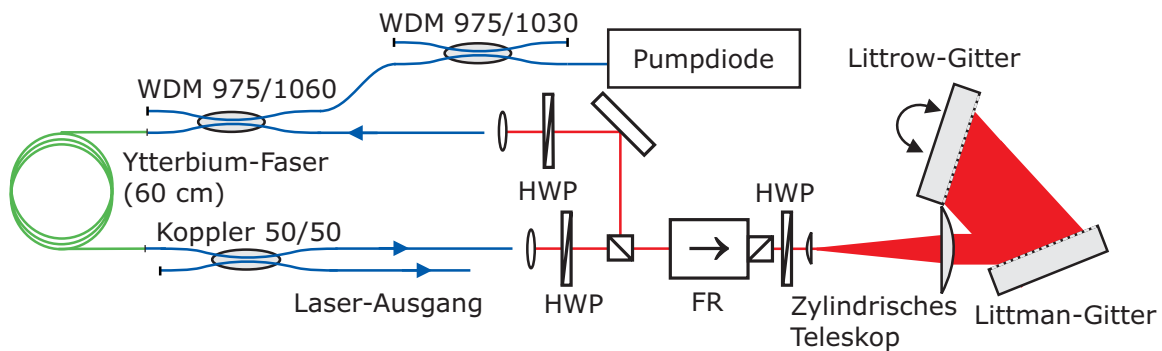 WDM 975/1030
Pumpdiode
Littrow-Gitter
WDM 975/1060
Ytterbium-Faser
(60 cm)
HWP
HWP
Koppler 50/50
Laser-Ausgang
HWP
FR
Zylindrisches
Teleskop
Littman-Gitter